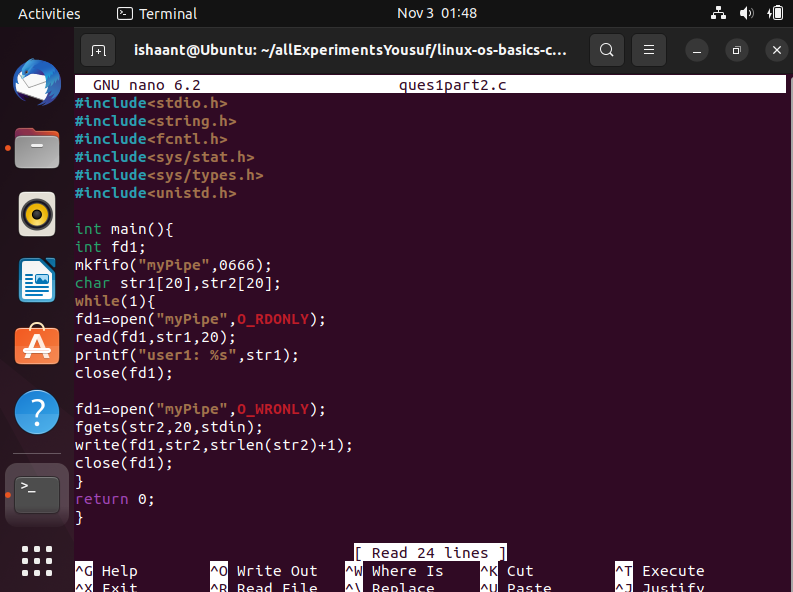 Activities Terminal Nov 3 01:48
ishaant@Ubuntu: ~/allExperimentsYousuf/linux-os-basics-c...
GNU nano 6.2 ques1part2.c
#include<stdio.h>
#include<string.h>
#include<fcntl.h>
#include<sys/stat.h>
#include<sys/types.h>
#include<unistd.h>
int main(){
int fd1;
mkfifo("myPipe",0666);
char str1[20],str2[20];
while(1){
fd1=open("myPipe",O_RDONLY);
read(fd1,str1,20);
printf("user1: %s",str1);
close(fd1);
fd1=open("myPipe",O_WRONLY);
fgets(str2,20,stdin);
write(fd1,str2,strlen(str2)+1);
close(fd1);
}
return 0;
}
[ Read 24 lines ]
^G Help ^O Write Out ^W Where Is ^K Cut ^T Execute
^X Exit ^R Read File ^\ Replace ^U Paste ^J Justify